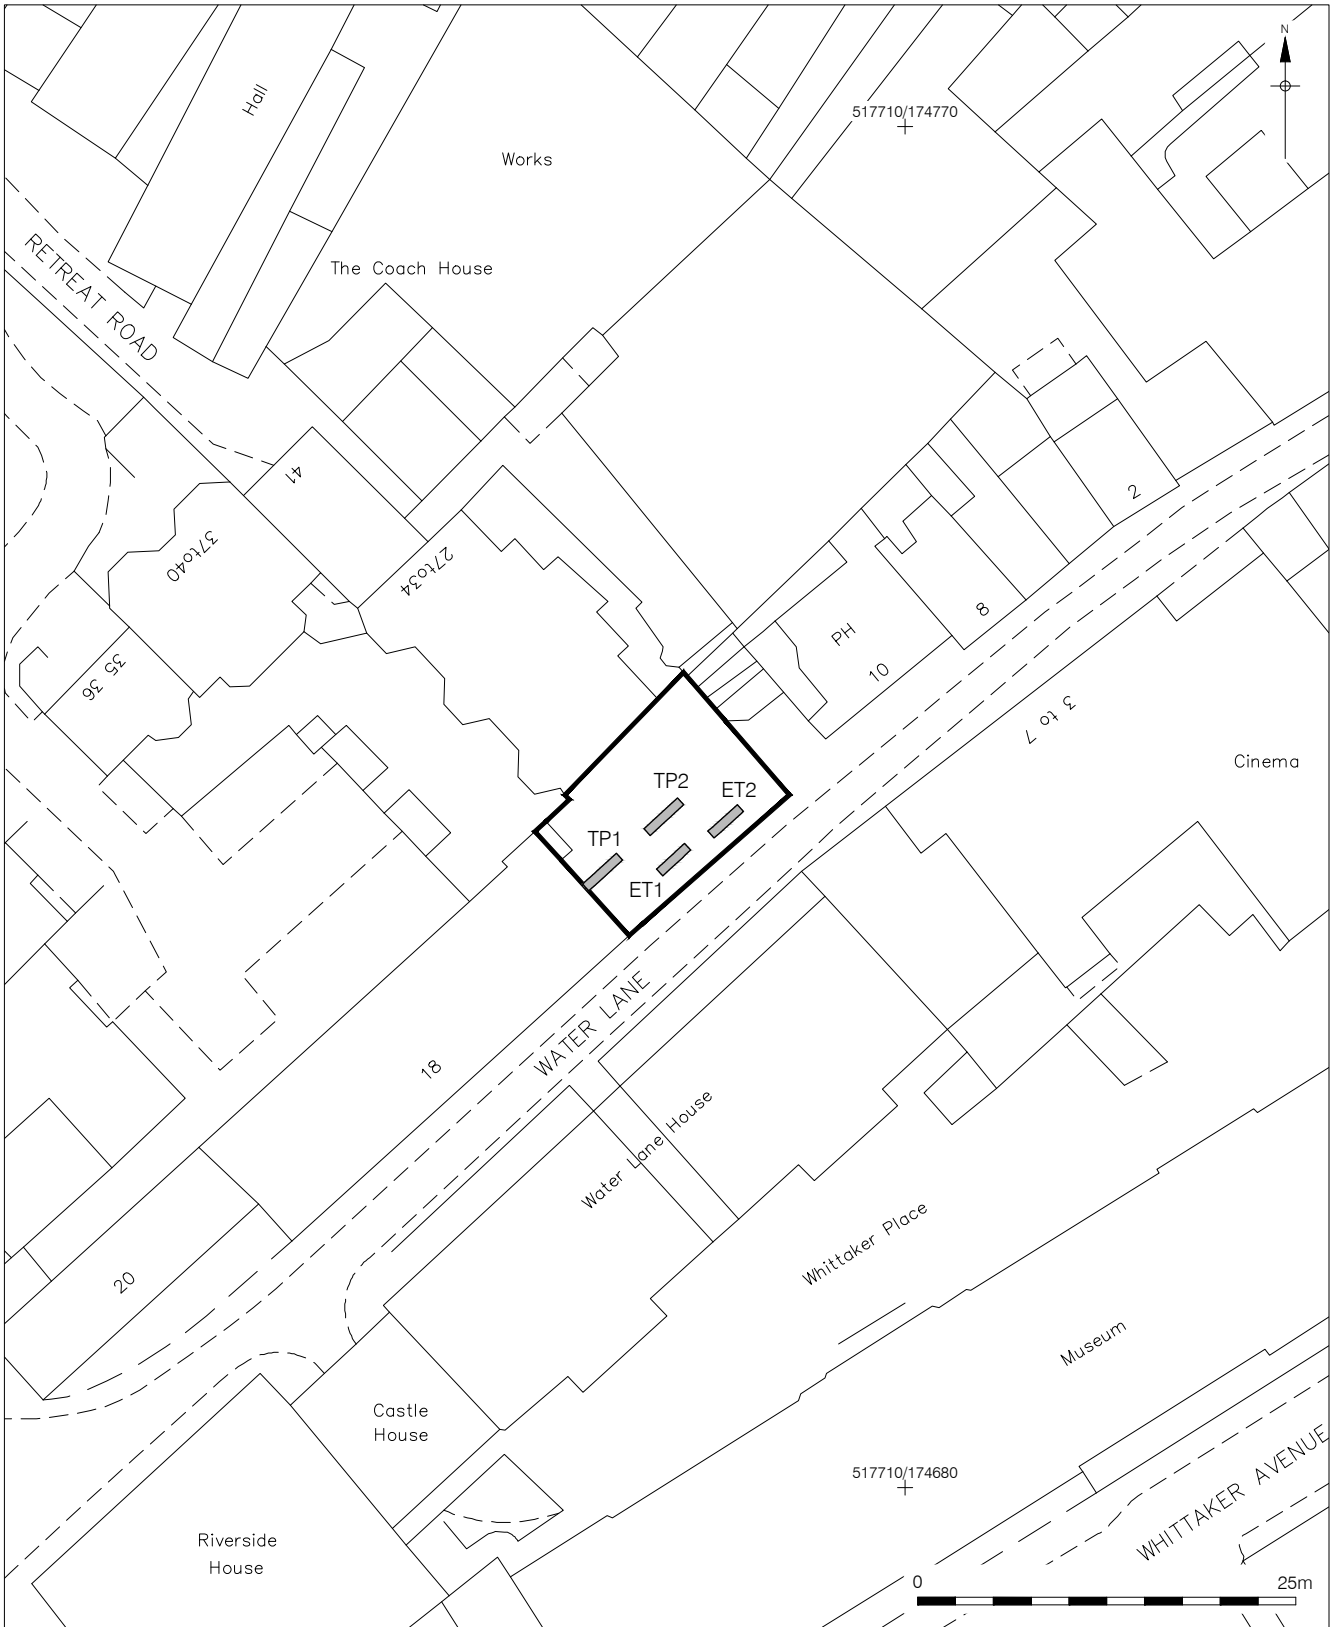 N
Hall
517710/174770
Works
RETREAT ROAD
The Coach House
41
2
37to40
27to34
8
PH
10
35 36
3 to 7
Cinema
TP2
ET2
TP1
ET1
WATER LANE
18
Water Lane House
Whittaker Place
20
Museum
Castle
House
517710/174680
WHITTAKER AVENUE
Riverside
House
0
25m